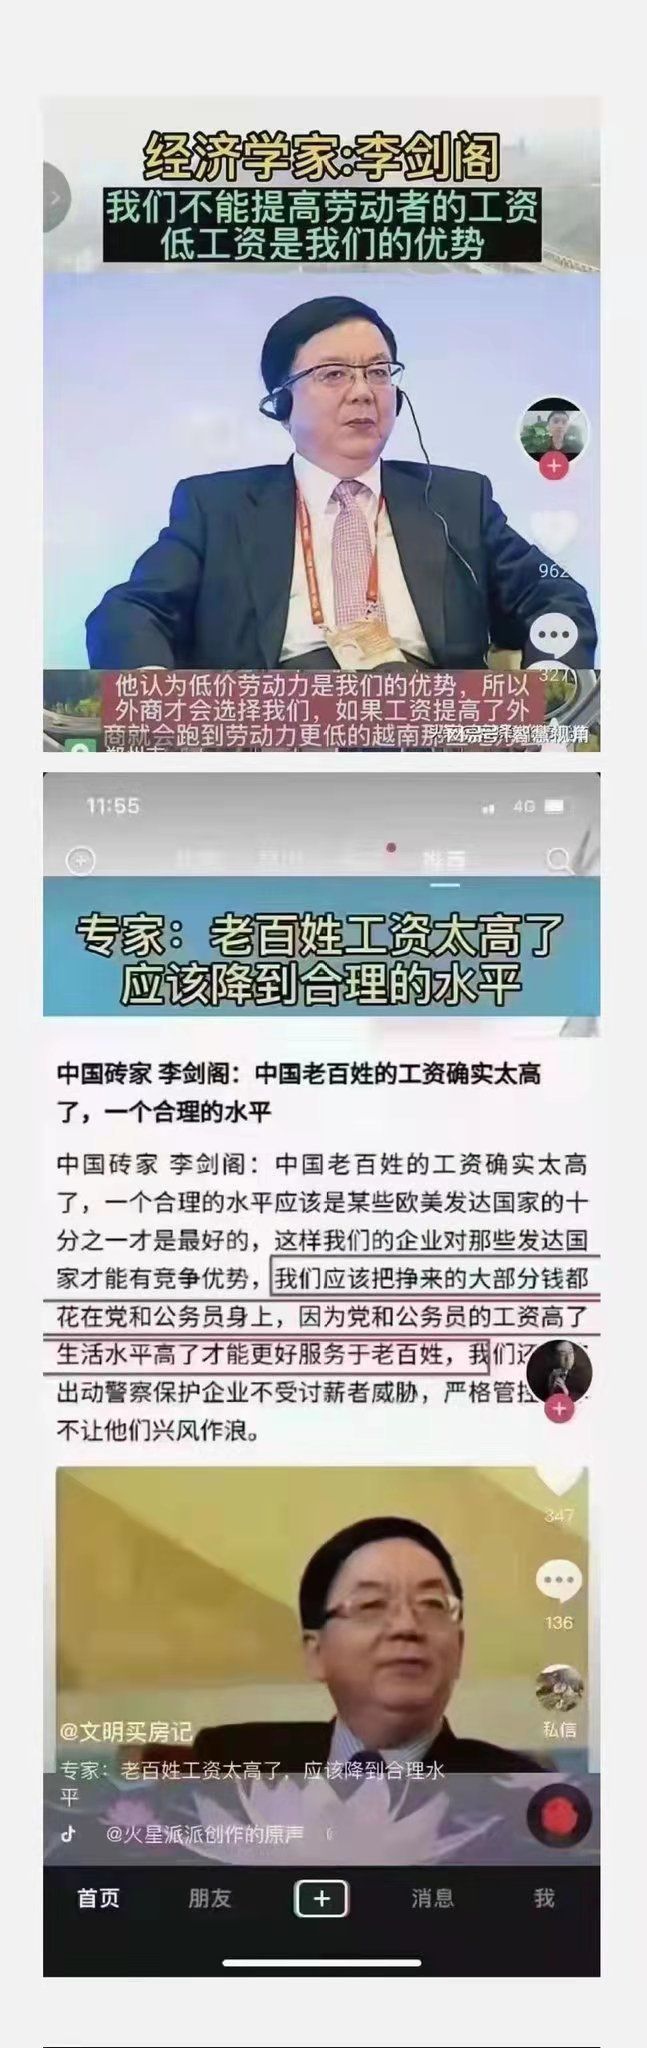 经济学家:李剑阁
我们不能提高劳动者的工资
低工资是我们的优势
962
327
他认为低价劳动力是我们的优势，所以
外商才会选择我们，如果工资提高了外
商就会跑到劳动力更低的越南那
智慧视角
11:55
4G
推荐
专家：老百姓工资太高了
应该降到合理的水平
中国砖家 李剑阁：中国老百姓的工资确实太高
了，一个合理的水平
中国砖家 李剑阁：中国老百姓的工资确实太高
了，一个合理的水平应该是某些欧美发达国家的十
分之一才是最好的，这样我们的企业对那些发达国
家才能有竞争优势，我们应该把挣来的大部分钱都
花在党和公务员身上，因为党和公务员的工资高了
生活水平高了才能更好服务于老百姓，我们还
出动警察保护企业不受讨薪者威胁，严格管控
不让他们兴风作浪。
347
136
私信
@文明买房记
专家：老百姓工资太高了，应该降到合理水
平
@火星派派创作的原声
首页 朋友 消息 我